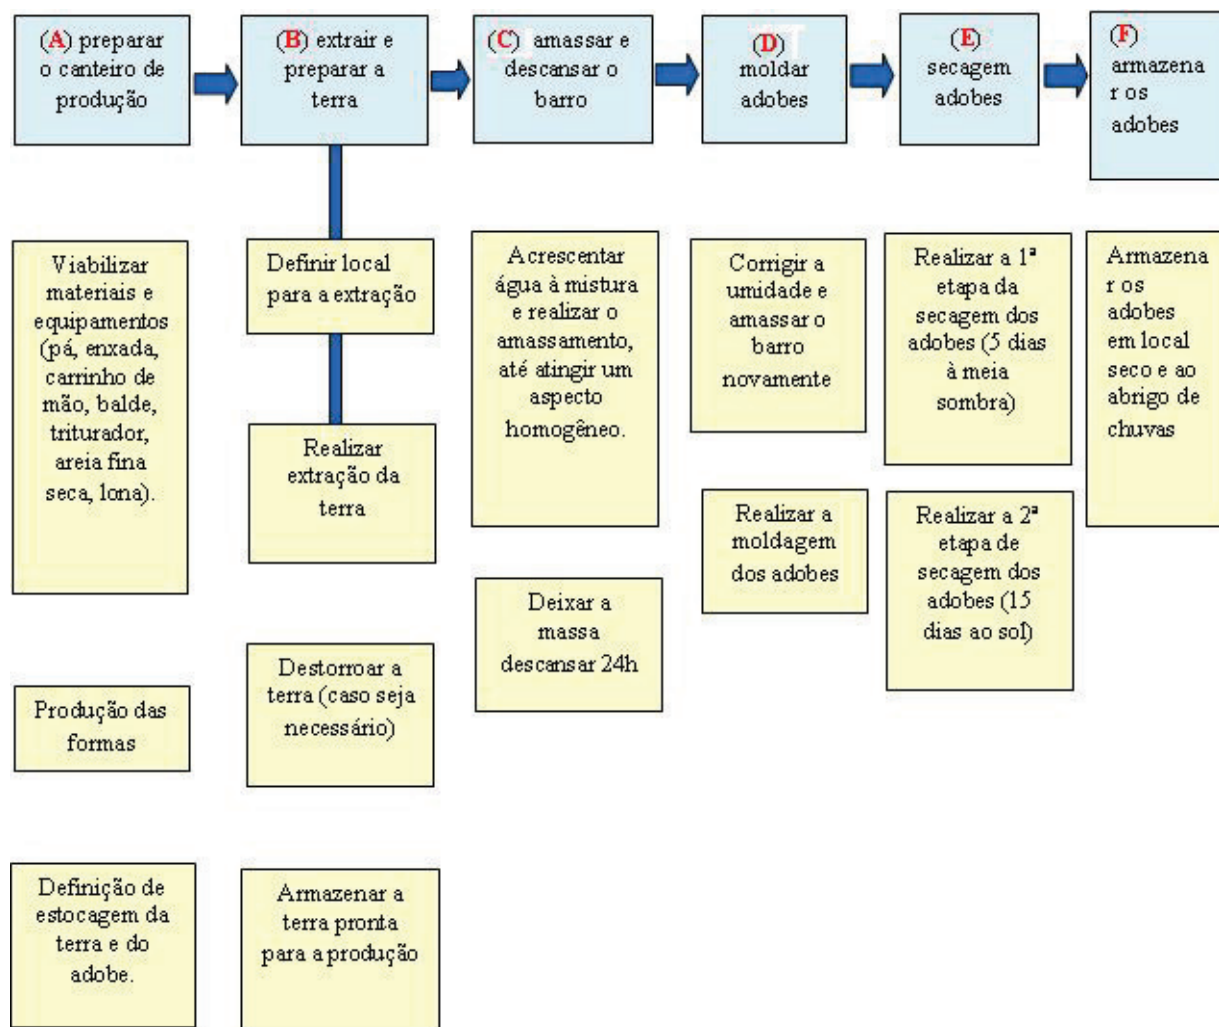 (A) preparar
o canteiro de
produção
(B) extrair e
preparar a
terra
(C) amassar e
descansar o
barro
(D)
moldar
adobes
(E)
secagem
adobes
(F)
armazena
r os
adobes
Viabilizar
materiais e
equipamentos
(pá, enxada,
carrinho de
mão, balde,
triturador,
areia fina
seca, lona).
Produção das
formas
Definição de
estocagem da
terra e do
adobe.
Definir local
para a extração
Realizar
extração da
terra
Destorroar a
terra (caso seja
necessário)
Armazenar a
terra pronta
para a produção
Acrescentar
água à mistura
e realizar o
amassamento,
até atingir um
aspecto
homogêneo.
Deixar a
massa
descansar 24h
Corrigir a
umidade e
amassar o
barro
novamente
Realizar a
moldagem
dos adobes
Realizar a 1ª
etapa da
secagem dos
adobes (5 dias
à meia
sombra)
Realizar a 2ª
etapa de
secagem dos
adobes (15
dias ao sol)
Armazena
r os
adobes
em local
seco e ao
abrigo de
chuvas